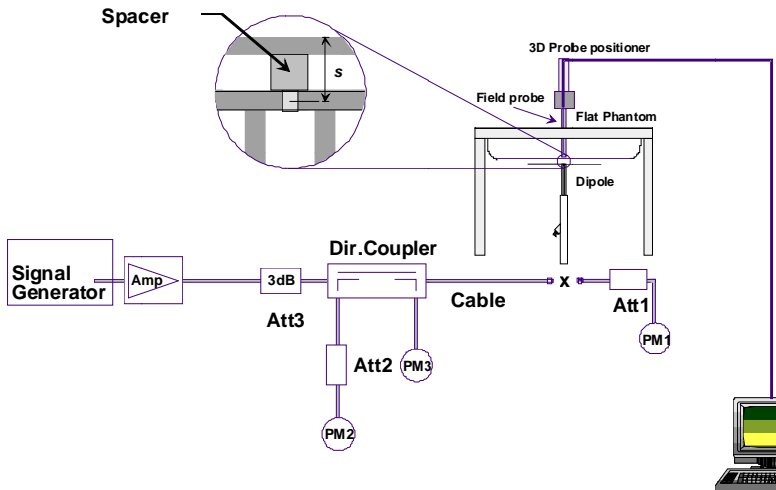 Spacer
s
3D Probe positioner
Field probe
Flat Phantom
Dipole
Signal
Generator
Amp
3dB
Att3
Dir.Coupler
Cable
x
Att1
PM1
Att2
PM3
PM2